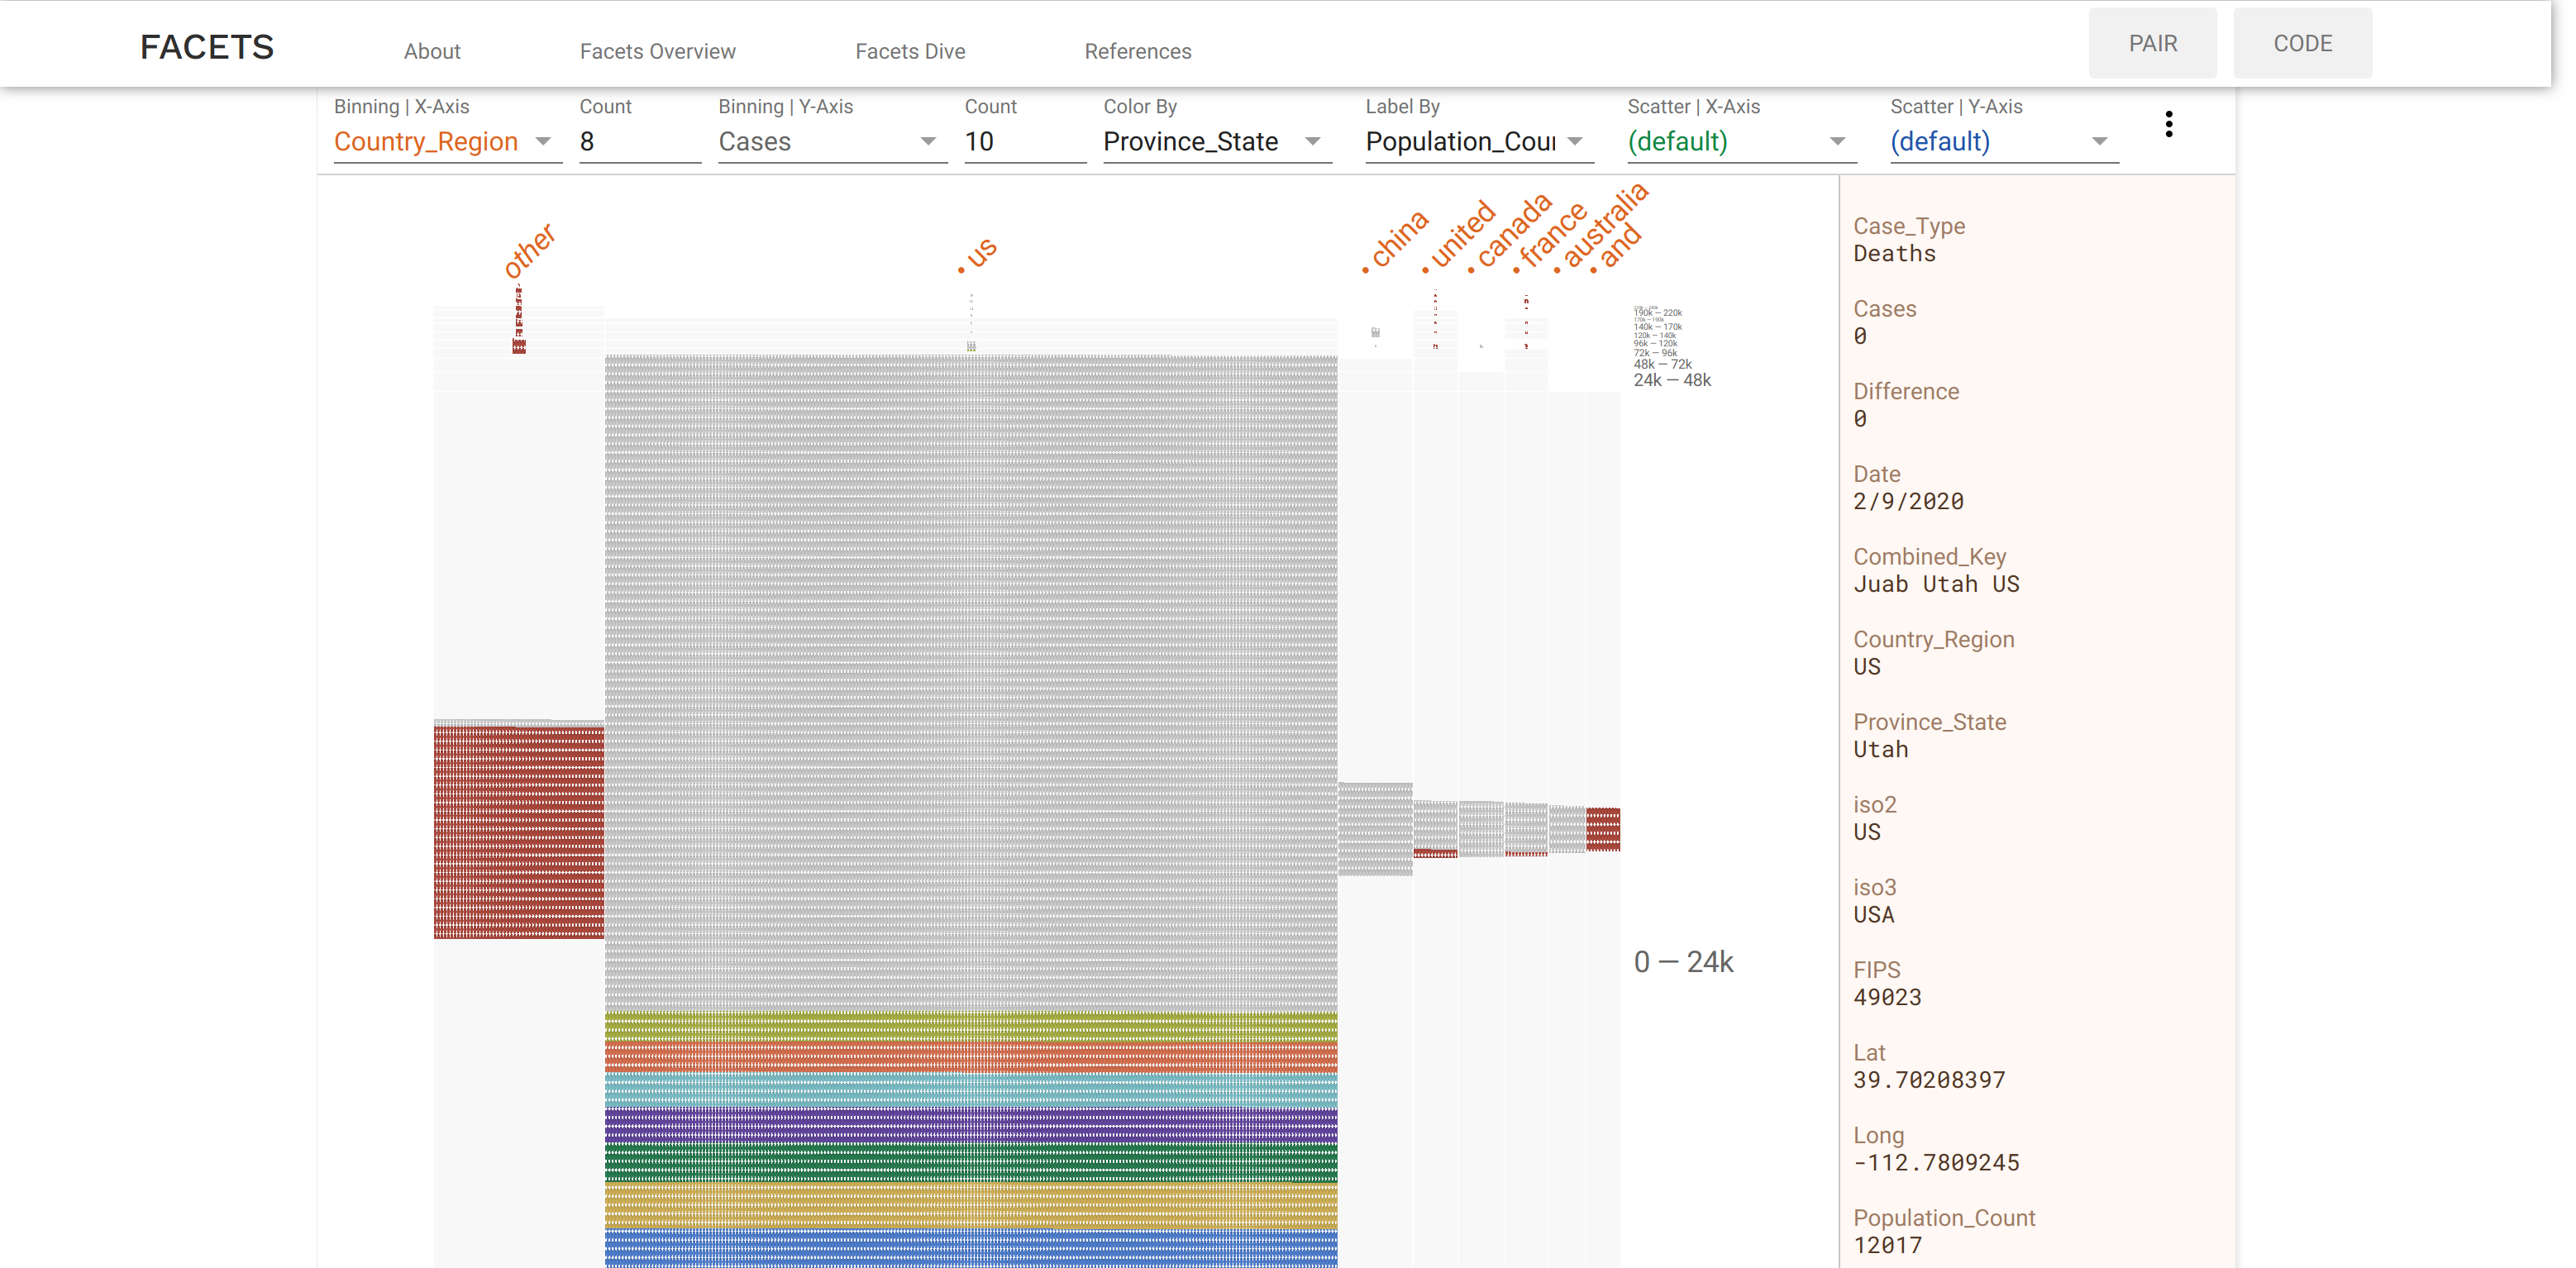 FACETS
About
Facets Overview
Facets Dive
References
PAIR
CODE
Binning | X-Axis
Count
Binning | Y-Axis
Count
Color By
Label By
Scatter | X-Axis
Scatter | Y-Axis
Country_Region
8
Cases
10
Province_State
Population_Cou
(default)
(default)
other
• us
• china
• united
• canada
• france
• australia
• and
190k – 220k
170k – 190k
140k – 170k
120k – 140k
96k – 120k
72k – 96k
48k – 72k
24k – 48k
0 – 24k
Case_Type
Deaths
Cases
0
Difference
0
Date
2/9/2020
Combined_Key
Juab Utah US
Country_Region
US
Province_State
Utah
iso2
US
iso3
USA
FIPS
49023
Lat
39.70208397
Long
-112.7809245
Population_Count
12017